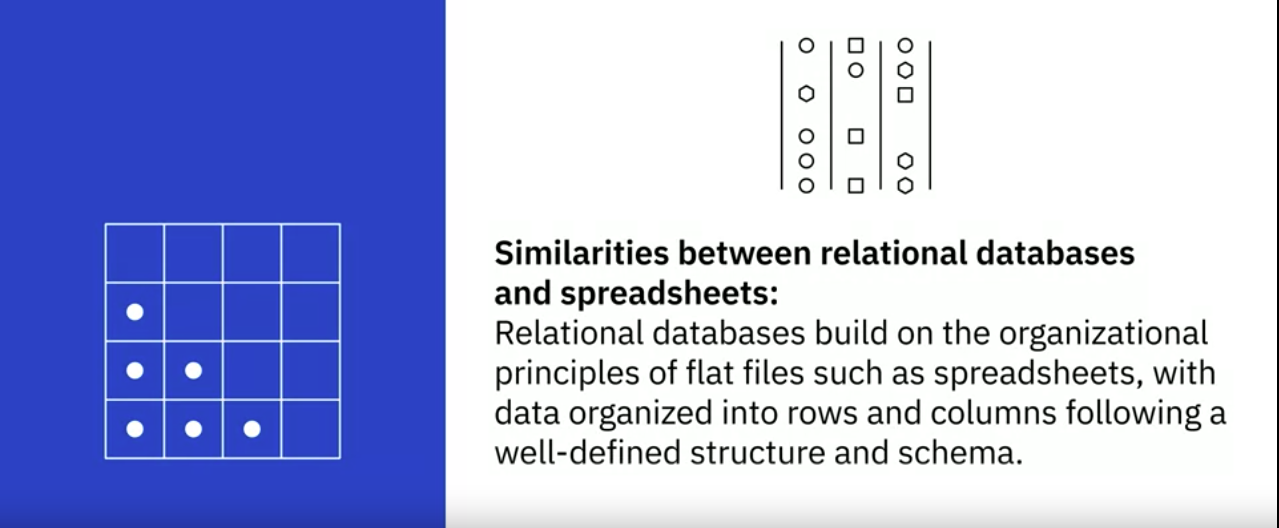 Similarities between relational databases
and spreadsheets:
Relational databases build on the organizational
principles of flat files such as spreadsheets, with
data organized into rows and columns following a
well-defined structure and schema.